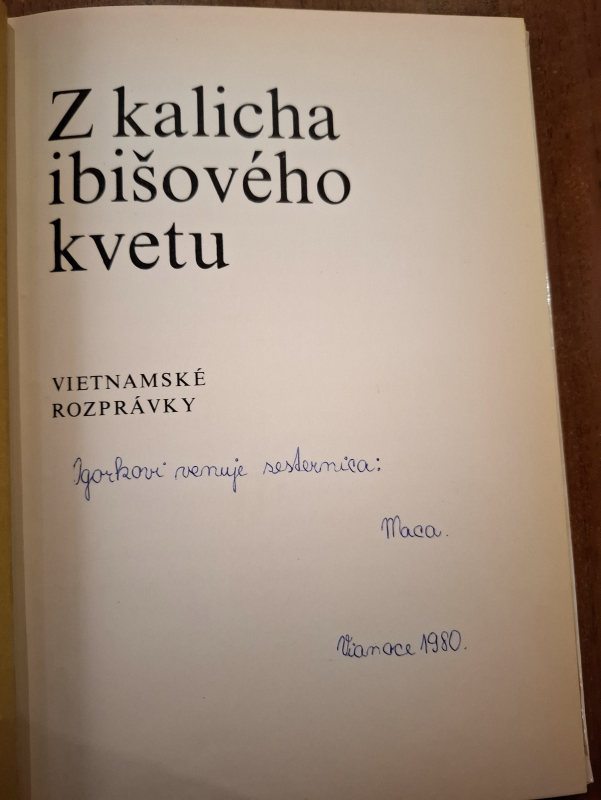 Z kalicha
ibišového
kvetu
VIETNAMSKÉ
ROZPRÁVKY
Igorkovi venuje sesternica:
Maca.
Vianoce 1980.